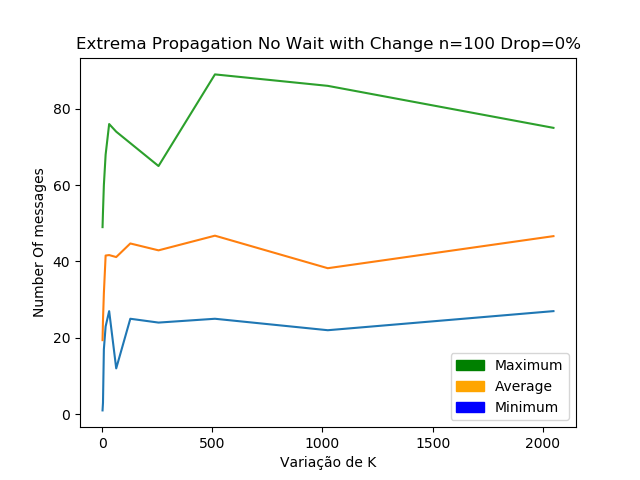 Extrema Propagation No Wait with Change n=100 Drop=0%
Number Of messages
80
60
40
20
0
0 500 1000 1500 2000
Variação de K
Maximum
Average
Minimum